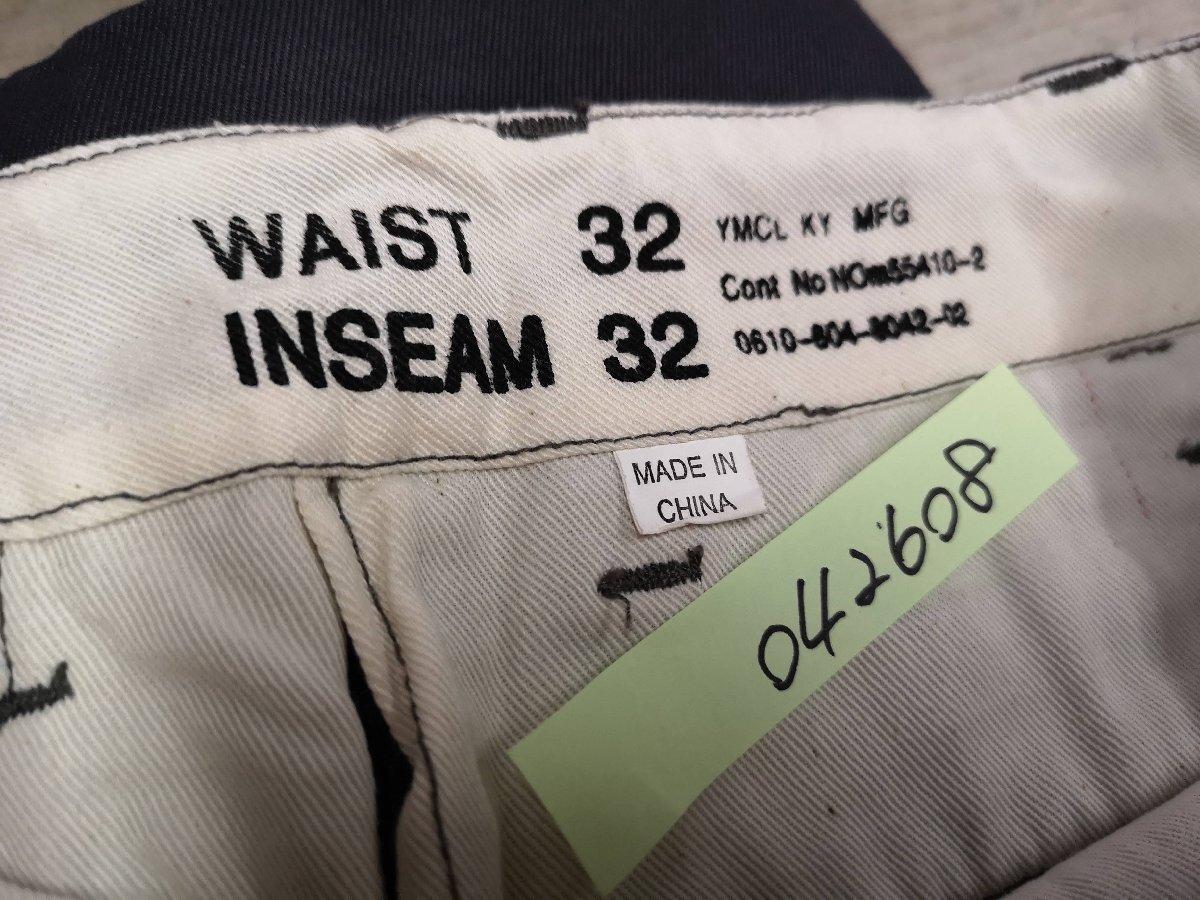 WAIST 32
INSEAM 32
YMCL KY MFG
Cont No NOm55410-2
0610-804-8042-02
MADE IN
CHINA
042608